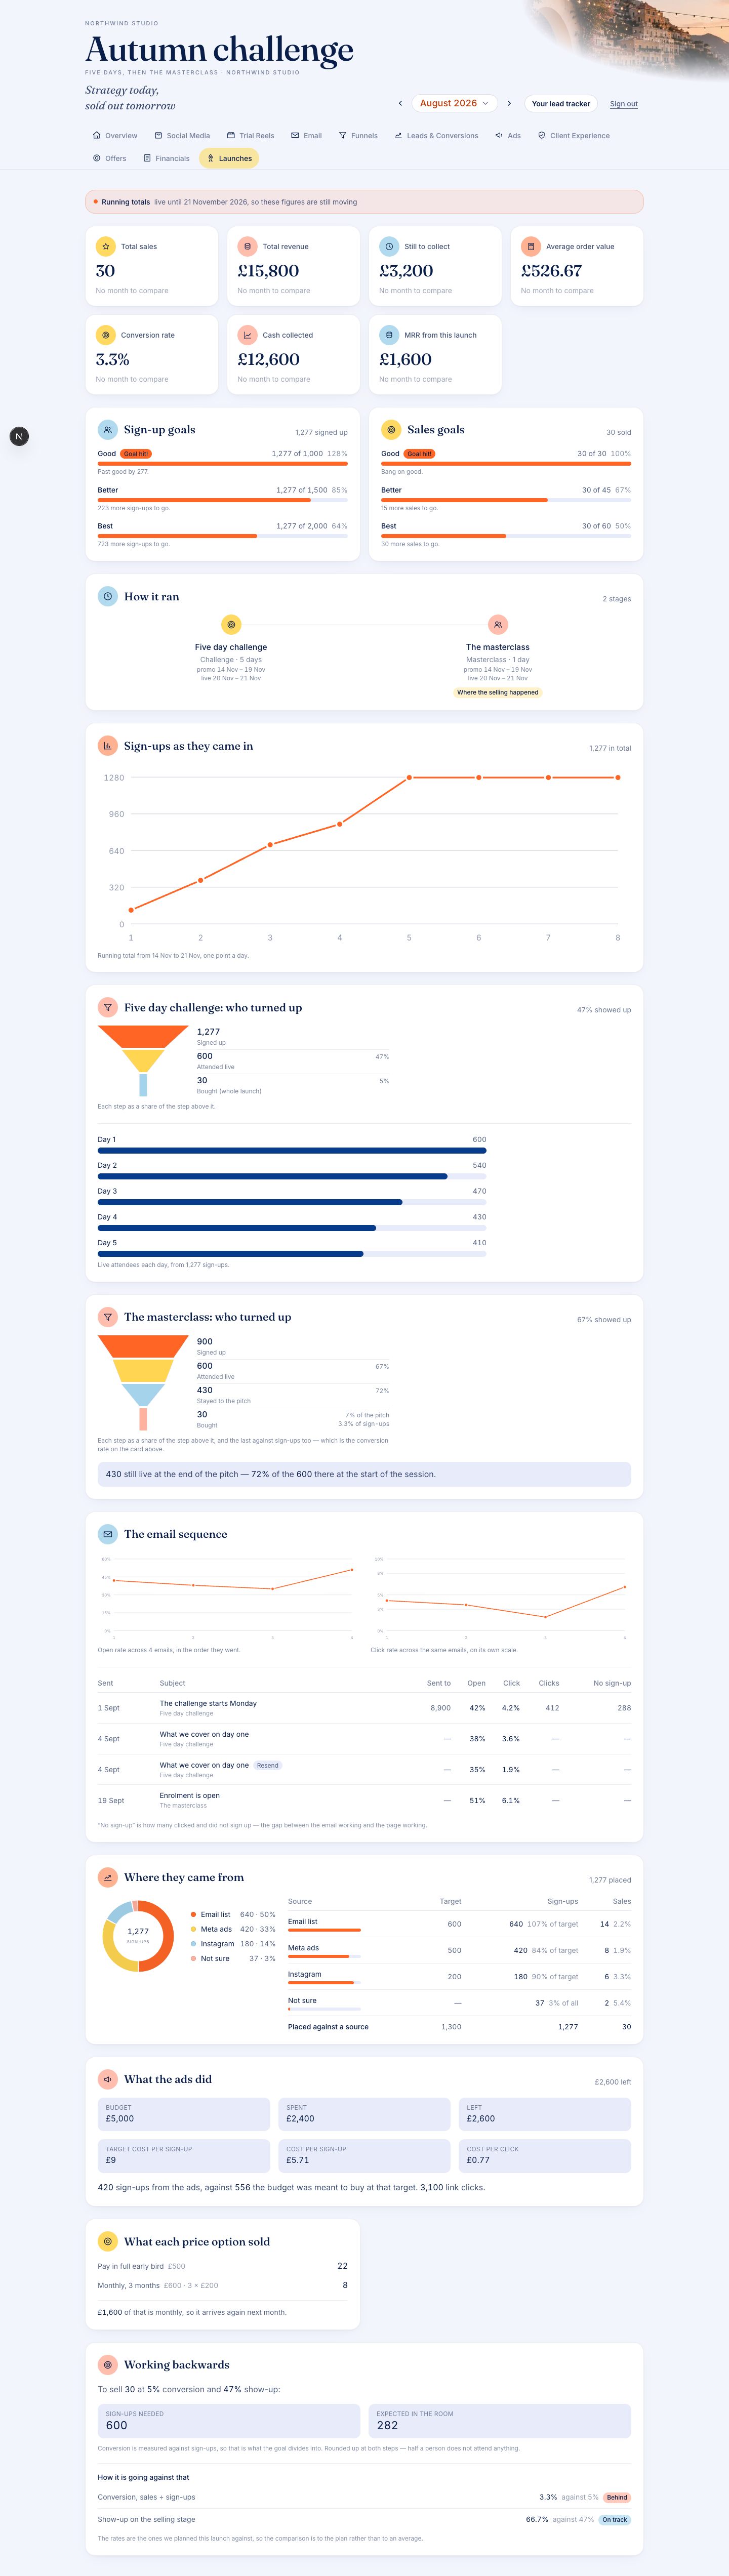 NORTHWIND STUDIO
Autumn challenge
FIVE DAYS, THEN THE MASTERCLASS · NORTHWIND STUDIO
Strategy today,
sold out tomorrow
August 2026
Your lead tracker
Sign out
Overview
Social Media
Trial Reels
Email
Funnels
Leads & Conversions
Ads
Client Experience
Offers
Financials
Launches
Running totals live until 21 November 2026, so these figures are still moving
Total sales
30
No month to compare
Total revenue
£15,800
No month to compare
Still to collect
£3,200
No month to compare
Average order value
£526.67
No month to compare
Conversion rate
3.3%
No month to compare
Cash collected
£12,600
No month to compare
MRR from this launch
£1,600
No month to compare
N
Sign-up goals
1,277 signed up
Good Goal hit! 1,277 of 1,000 128%
Past good by 277.
Better 1,277 of 1,500 85%
223 more sign-ups to go.
Best 1,277 of 2,000 64%
723 more sign-ups to go.
Sales goals
30 sold
Good Goal hit! 30 of 30 100%
Bang on good.
Better 30 of 45 67%
15 more sales to go.
Best 30 of 60 50%
30 more sales to go.
How it ran
2 stages
Five day challenge
Challenge · 5 days
promo 14 Nov – 19 Nov
live 20 Nov – 21 Nov
The masterclass
Masterclass · 1 day
promo 14 Nov – 19 Nov
live 20 Nov – 21 Nov
Where the selling happened
Sign-ups as they came in
1,277 in total
1280
960
640
320
0
1 2 3 4 5 6 7 8
Running total from 14 Nov to 21 Nov, one point a day.
Five day challenge: who turned up
47% showed up
1,277
Signed up
600 47%
Attended live
30 5%
Bought (whole launch)
Each step as a share of the step above it.
Day 1 600
Day 2 540
Day 3 470
Day 4 430
Day 5 410
Live attendees each day, from 1,277 sign-ups.
The masterclass: who turned up
67% showed up
900
Signed up
600 67%
Attended live
430 72%
Stayed to the pitch
30 7% of the pitch
Bought 3.3% of sign-ups
Each step as a share of the step above it, and the last against sign-ups too — which is the conversion
rate on the card above.
430 still live at the end of the pitch — 72% of the 600 there at the start of the session.
The email sequence
60%
45%
30%
15%
0%
1 2 3 4
Open rate across 4 emails, in the order they went.
10%
8%
5%
3%
0%
1 2 3 4
Click rate across the same emails, on its own scale.
Sent Subject Sent to Open Click Clicks No sign-up
1 Sept The challenge starts Monday 8,900 42% 4.2% 412 288
Five day challenge
4 Sept What we cover on day one — 38% 3.6% — —
Five day challenge
4 Sept What we cover on day one Resend — 35% 1.9% — —
Five day challenge
19 Sept Enrolment is open — 51% 6.1% — —
The masterclass
"No sign-up" is how many clicked and did not sign up — the gap between the email working and the page working.
Where they came from
1,277 placed
1,277
SIGN-UPS
Email list 640 · 50%
Meta ads 420 · 33%
Instagram 180 · 14%
Not sure 37 · 3%
Source Target Sign-ups Sales
Email list 600 640 107% of target 14 2.2%
Meta ads 500 420 84% of target 8 1.9%
Instagram 200 180 90% of target 6 3.3%
Not sure — 37 3% of all 2 5.4%
Placed against a source 1,300 1,277 30
What the ads did
£2,600 left
BUDGET
£5,000
SPENT
£2,400
LEFT
£2,600
TARGET COST PER SIGN-UP
£9
COST PER SIGN-UP
£5.71
COST PER CLICK
£0.77
420 sign-ups from the ads, against 556 the budget was meant to buy at that target. 3,100 link clicks.
What each price option sold
Pay in full early bird £500 22
Monthly, 3 months £600 · 3 × £200 8
£1,600 of that is monthly, so it arrives again next month.
Working backwards
To sell 30 at 5% conversion and 47% show-up:
SIGN-UPS NEEDED
600
EXPECTED IN THE ROOM
282
Conversion is measured against sign-ups, so that is what the goal divides into. Rounded up at both steps — half a person does not attend anything.
How it is going against that
Conversion, sales ÷ sign-ups 3.3% against 5% Behind
Show-up on the selling stage 66.7% against 47% On track
The rates are the ones we planned this launch against, so the comparison is to the plan rather than to an average.